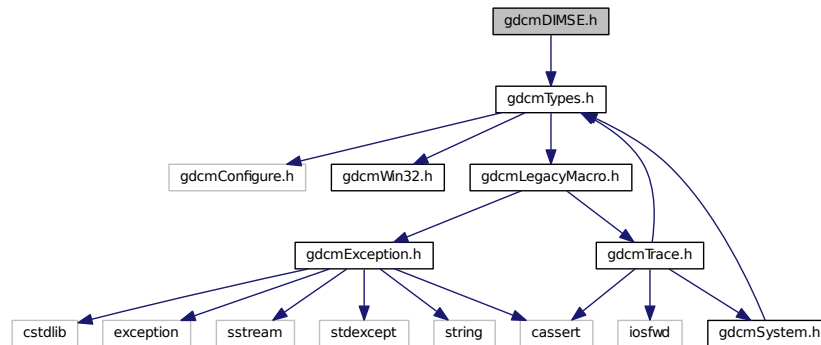 gdcmDIMSE.h
gdcmTypes.h
gdcmConfigure.h
gdcmWin32.h
gdcmLegacyMacro.h
gdcmException.h
gdcmTrace.h
cstdlib
exception
sstream
stdexcept
string
cassert
iosfwd
gdcmSystem.h